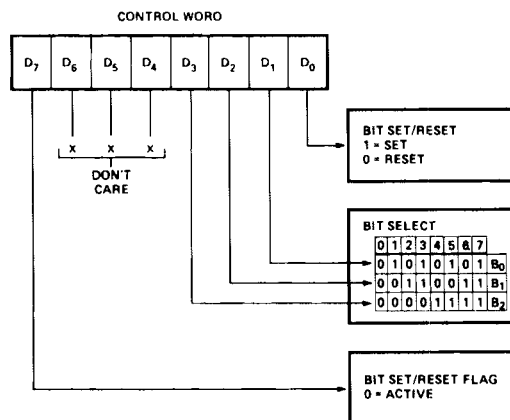 CONTROL WORD
D7 D6 D5 D4 D3 D2 D1 D0
X X X
DON'T
CARE
BIT SET/RESET
1 = SET
0 = RESET
BIT SELECT
0 1 2 3 4 5 6 7
0 1 0 1 0 1 0 1 B0
0 0 1 1 0 0 1 1 B1
0 0 0 0 1 1 1 1 B2
BIT SET/RESET FLAG
0 = ACTIVE